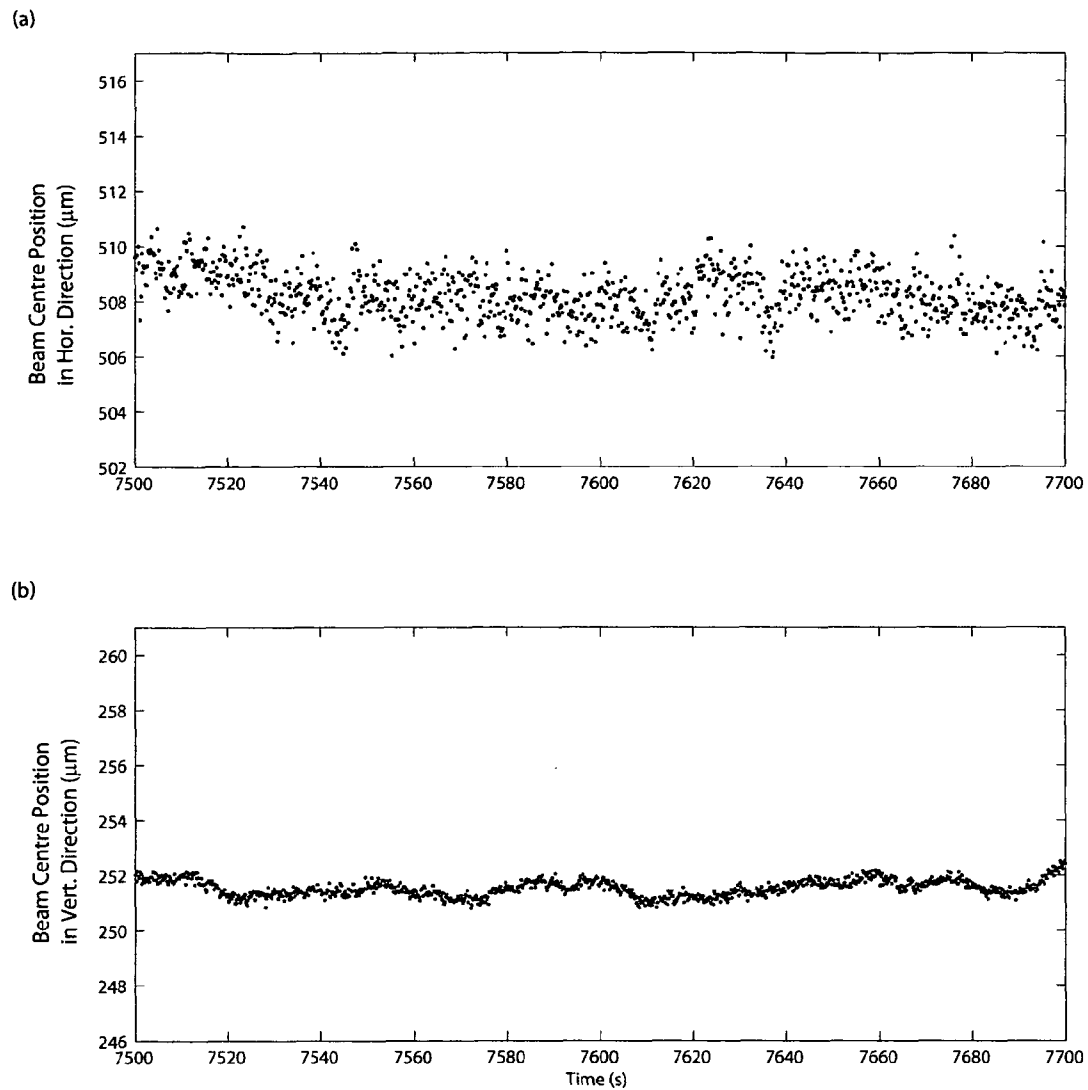 (a)
516
514
512
510
508
506
504
502
Beam Centre Position
in Hor. Direction (μm)
7500 7520 7540 7560 7580 7600 7620 7640 7660 7680 7700
(b)
260
258
256
254
252
250
248
246
Beam Centre Position
in Vert. Direction (μm)
7500 7520 7540 7560 7580 7600 7620 7640 7660 7680 7700
Time (s)